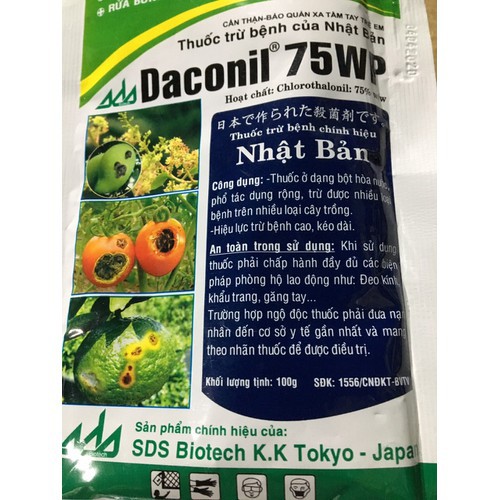 RỬA
CẨN THẬN-BẢO QUẢN XA TẦM TAY TRẺ EM
Thuốc trừ bệnh của Nhật Bản
Daconil® 75WP
Hoạt chất: Chlorothalonil: 75%
日本で作られた殺菌剤です
Thuốc trừ bệnh chính hiệu
Nhật Bản
Công dụng: -Thuốc ở dạng bột hòa nước,
phổ tác dụng rộng, trừ được nhiều loại
bệnh trên nhiều loại cây trồng.
-Hiệu lực trừ bệnh cao, kéo dài.
An toàn trong sử dụng: Khi sử dụng
thuốc phải chấp hành đầy đủ các biện
pháp phòng hộ lao động như: Đeo kính,
khẩu trang, găng tay...
Trường hợp ngộ độc thuốc phải đưa nạn
nhân đến cơ sở y tế gần nhất và mang
theo nhãn thuốc để được điều trị.
Khối lượng tịnh: 100g SĐK: 1556/CNĐKT-BVTV
Sản phẩm chính hiệu của:
SDS Biotech K.K Tokyo - Japan